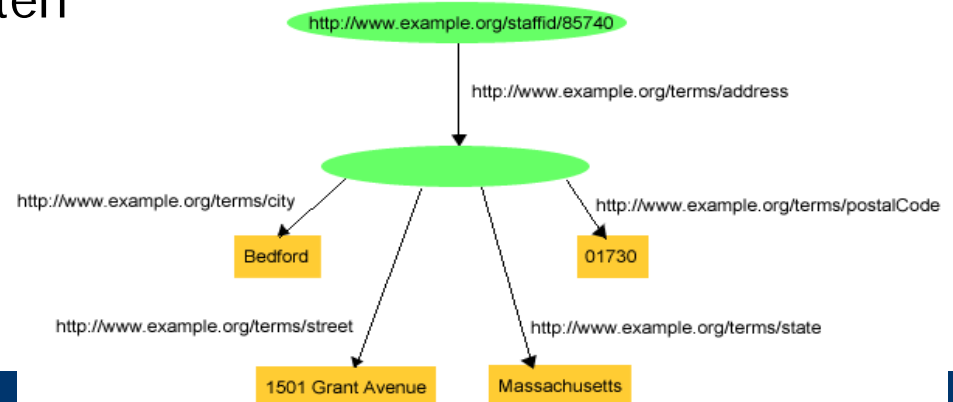 ten
http://www.example.org/staffid/85740
http://www.example.org/terms/address
http://www.example.org/terms/city
http://www.example.org/terms/postalCode
Bedford
01730
http://www.example.org/terms/street
http://www.example.org/terms/state
1501 Grant Avenue
Massachusetts